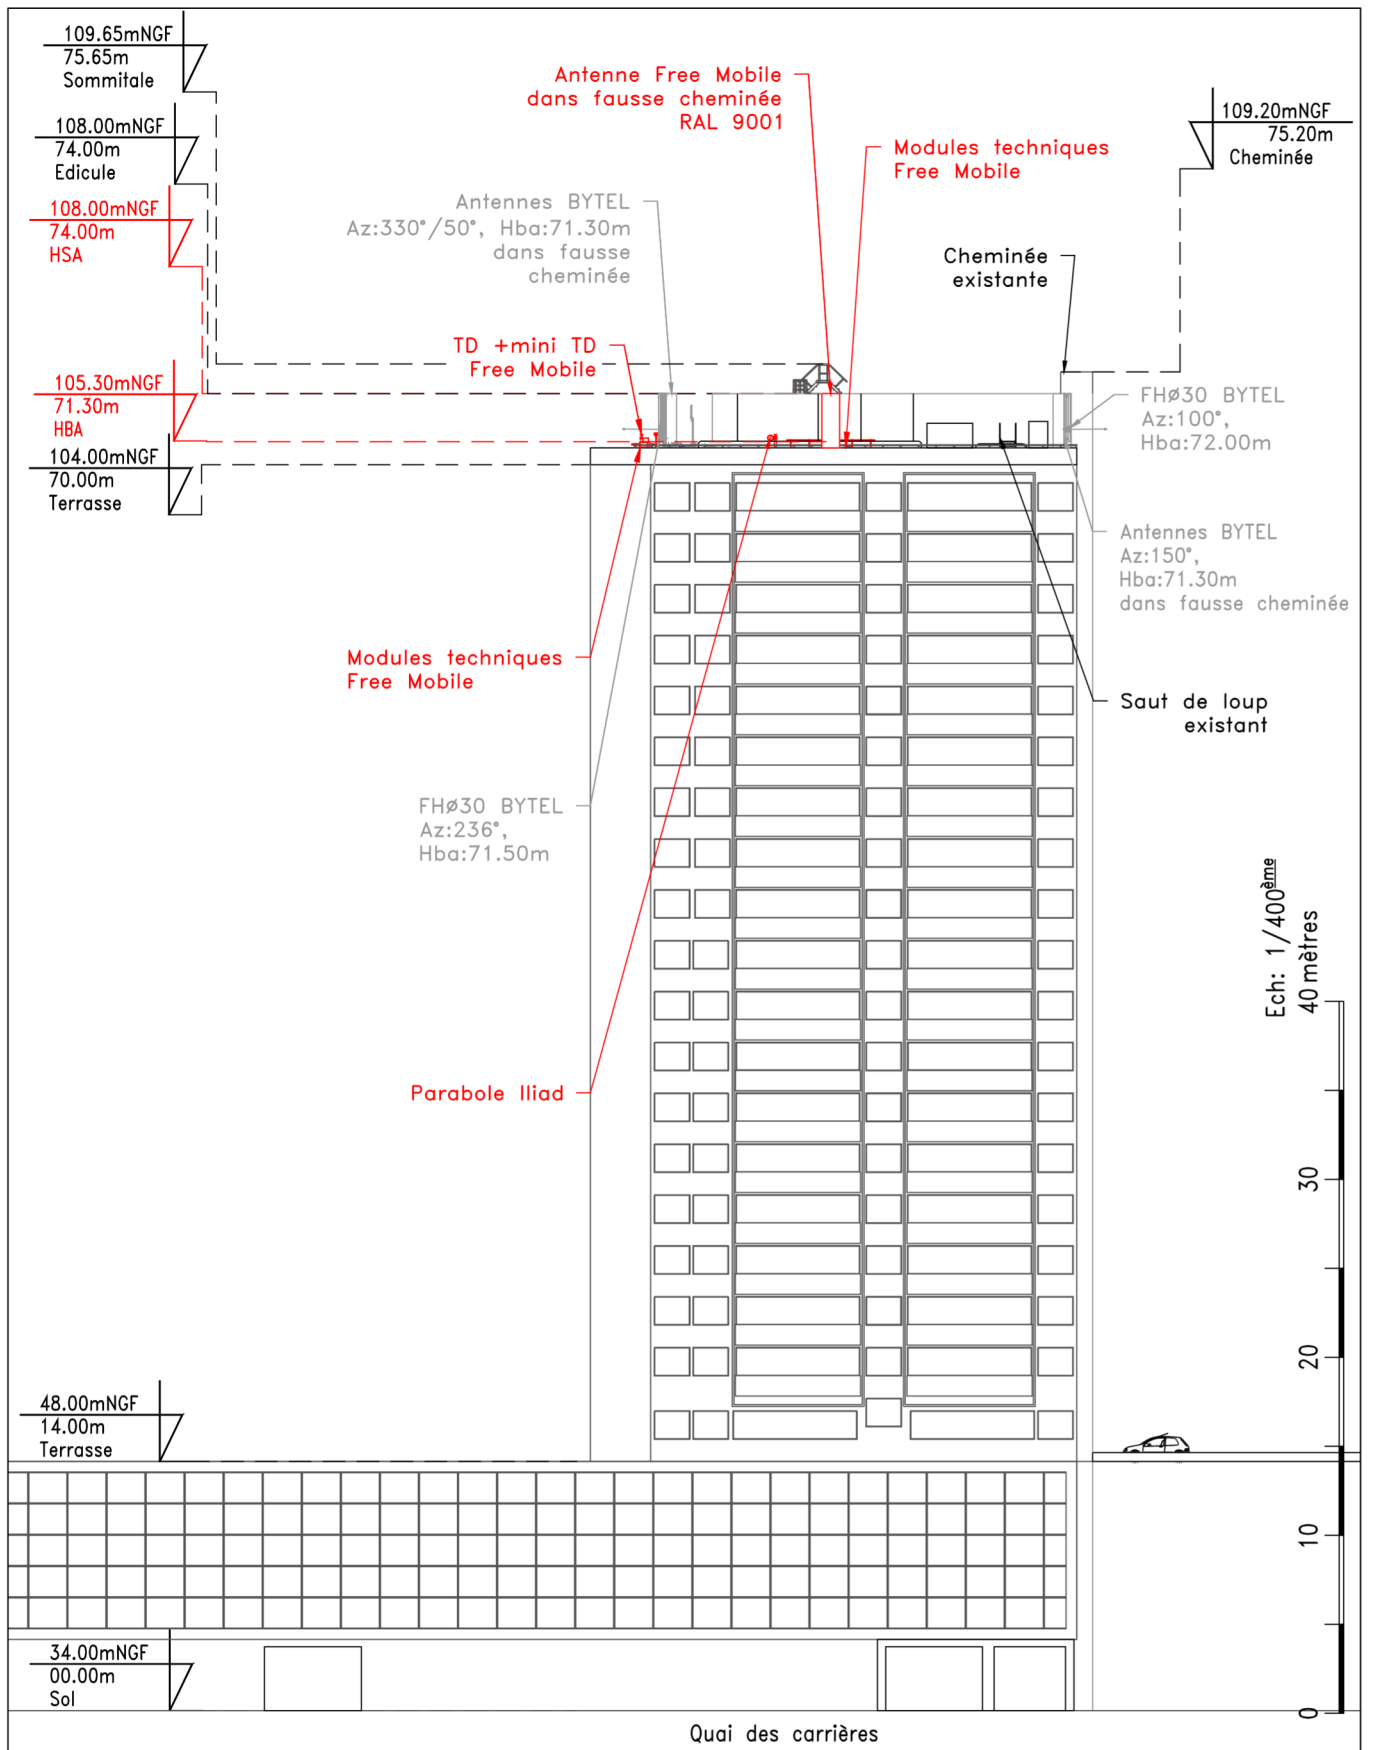 109.65mNGF
75.65m
Sommitale
108.00mNGF
74.00m
Edicule
108.00mNGF
74.00m
HSA
105.30mNGF
71.30m
HBA
104.00mNGF
70.00m
Terrasse
Antenne Free Mobile
dans fausse cheminée
RAL 9001
Modules techniques
Free Mobile
109.20mNGF
75.20m
Cheminée
Antennes BYTEL
Az:330°/50°, Hba:71.30m
dans fausse
cheminée
Cheminée
existante
TD +mini TD
Free Mobile
FHø30 BYTEL
Az:100°,
Hba:72.00m
Antennes BYTEL
Az:150°,
Hba:71.30m
dans fausse cheminée
Modules techniques
Free Mobile
Saut de loup
existant
FHø30 BYTEL
Az:236°,
Hba:71.50m
Parabole Iliad
Ech: 1/400ème
40 mètres
30
20
10
0
48.00mNGF
14.00m
Terrasse
34.00mNGF
00.00m
Sol
Quai des carrières